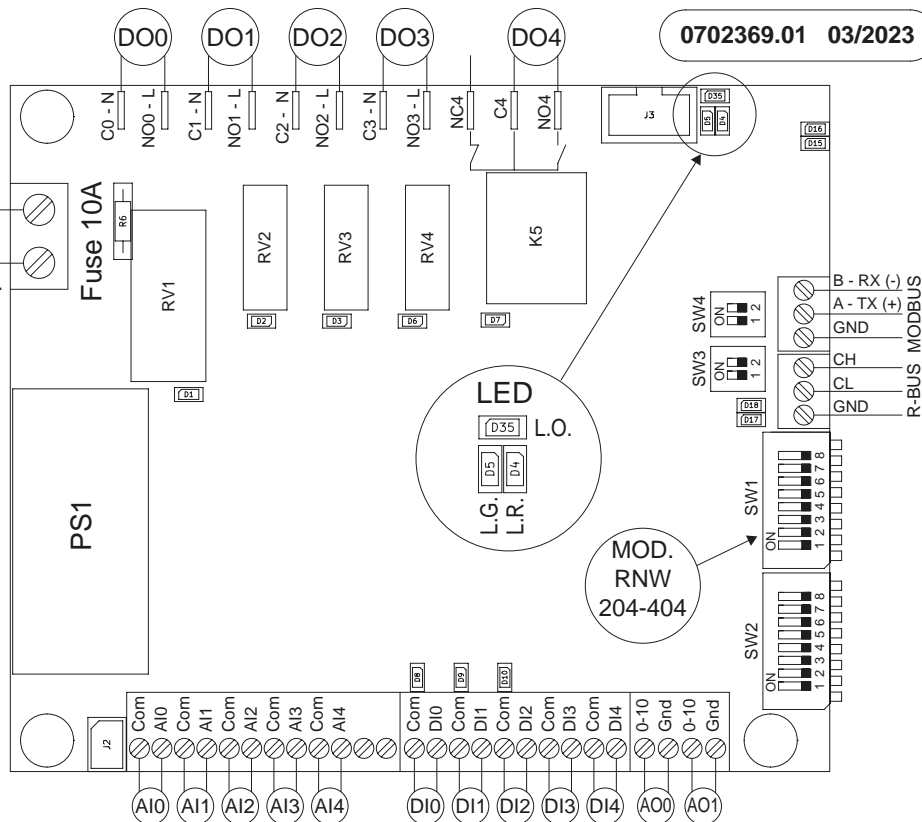 DO0 DO1 DO2 DO3 DO4
0702369.01 03/2023
C0 - N
NO0 - L
C1 - N
NO1 - L
C2 - N
NO2 - L
C3 - N
NO3 - L
NC4
C4
NO4
J3
D35
D5
D4
D16
D15
Fuse 10A
R6
RV1
RV2
RV3
RV4
K5
D2
D3
D6
D7
D1
SW4
ON
1 2
SW3
ON
1 2
B - RX (-)
A - TX (+)
GND
MODBUS
CH
CL
GND
R-BUS
D18
D17
LED
D35 L.O.
D5
D4
L.G.
L.R.
PS1
MOD.
RNW
204-404
SW1
ON
1 2 3 4 5 6 7 8
SW2
ON
1 2 3 4 5 6 7 8
D8
D9
D10
J2
Com
AI0
Com
AI1
Com
AI2
Com
AI3
Com
AI4
Com
DI0
Com
DI1
Com
DI2
Com
DI3
Com
DI4
0-10
Gnd
0-10
Gnd
AI0 AI1 AI2 AI3 AI4 DI0 DI1 DI2 DI3 DI4 AO0 AO1